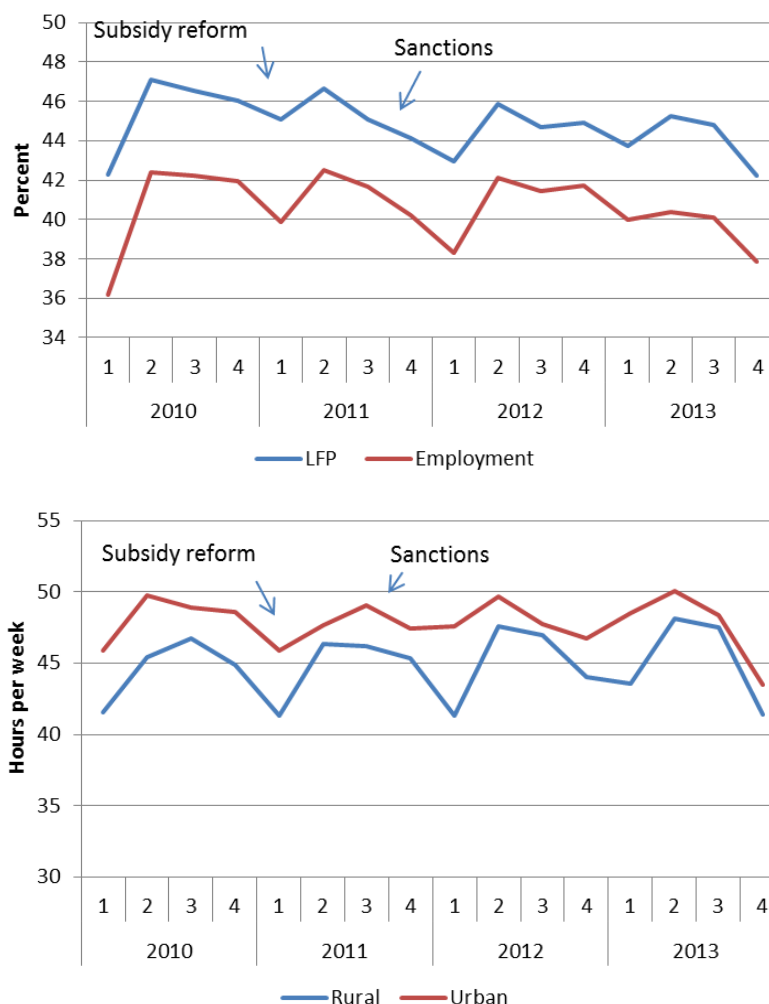 50
Subsidy reform
Sanctions
48
46
44
42
40
38
36
34
Percent
1 2 3 4 1 2 3 4 1 2 3 4 1 2 3 4
2010 2011 2012 2013
LFP Employment
55
Subsidy reform Sanctions
50
45
40
35
30
Hours per week
1 2 3 4 1 2 3 4 1 2 3 4 1 2 3 4
2010 2011 2012 2013
Rural Urban